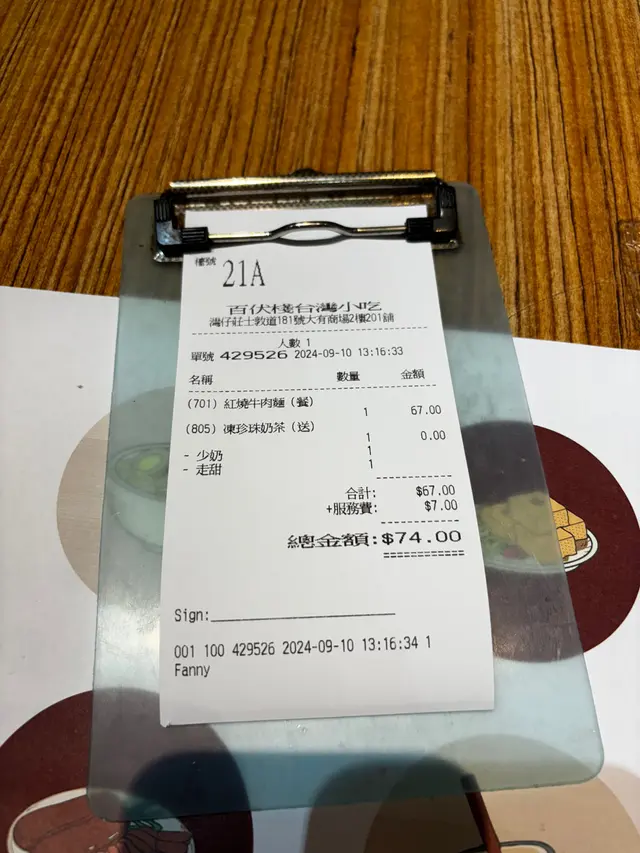 檯號 21A
百伏棧台灣小吃
灣仔莊士敦道181號大有商場2樓201舖
人數 1
單號 429526 2024-09-10 13:16:33
名稱 數量 金額
(701) 紅燒牛肉麵（餐） 1 67.00
(805) 凍珍珠奶茶（送） 1 0.00
- 少奶 1
- 走甜 1
合計: $67.00
+服務費: $7.00
總金額:$74.00
Sign:
001 100 429526 2024-09-10 13:16:34 1
Fanny